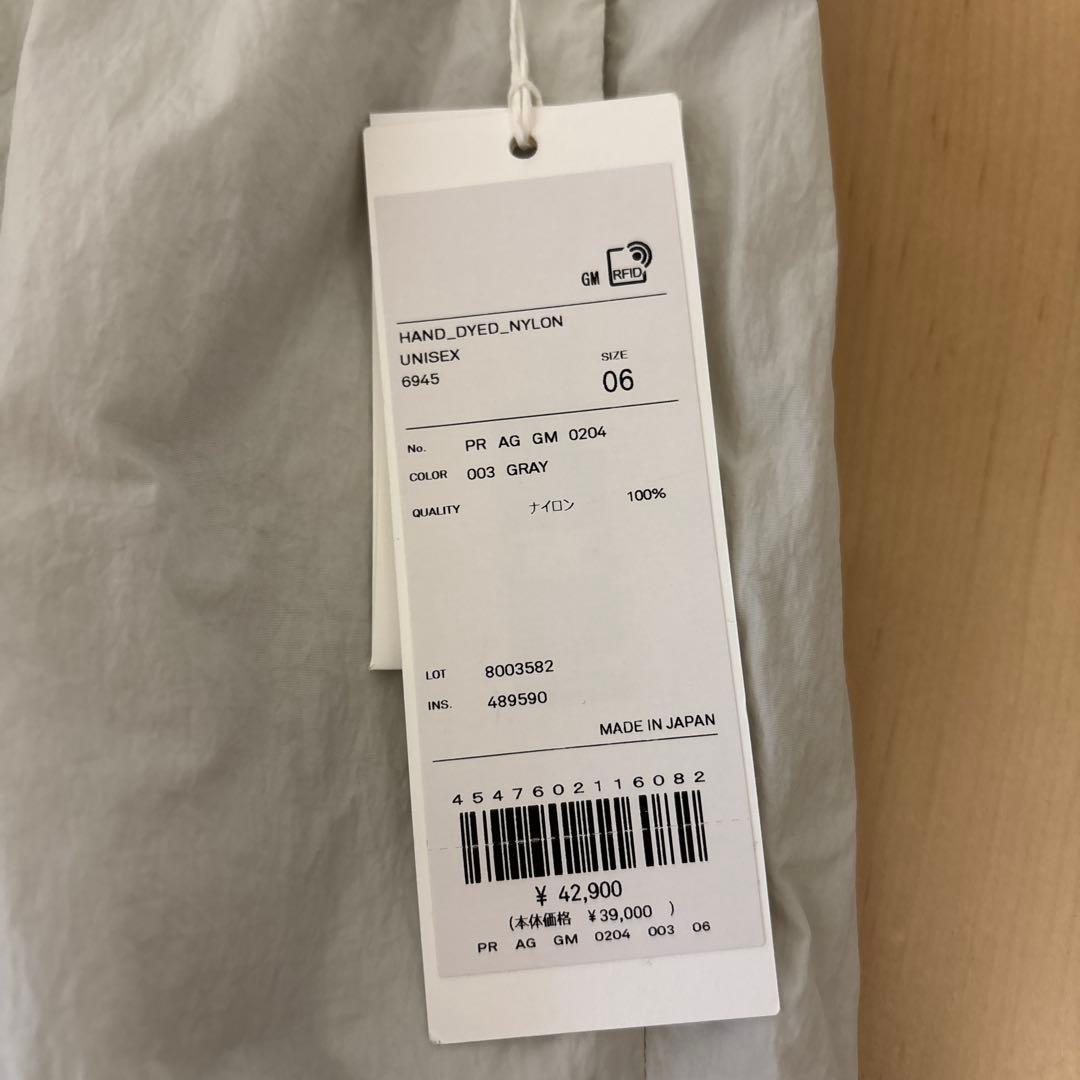 GM RFID
HAND_DYED_NYLON
UNISEX
6945
SIZE
06
No. PR AG GM 0204
COLOR 003 GRAY
QUALITY ナイロン 100%
LOT 8003582
INS. 489590
MADE IN JAPAN
4547602116082
¥ 42,900
(本体価格 ¥39,000 )
PR AG GM 0204 003 06